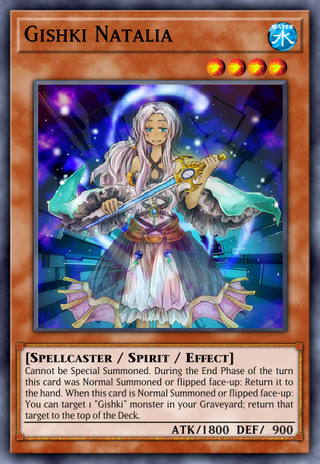 Gishki Natalia
WATER
水
[Spellcaster / Spirit / Effect]
Cannot be Special Summoned. During the End Phase of the turn
this card was Normal Summoned or flipped face-up: Return it to
the hand. When this card is Normal Summoned or flipped face-up:
You can target 1 "Gishki" monster in your Graveyard; return that
target to the top of the Deck.
ATK/1800 DEF/ 900